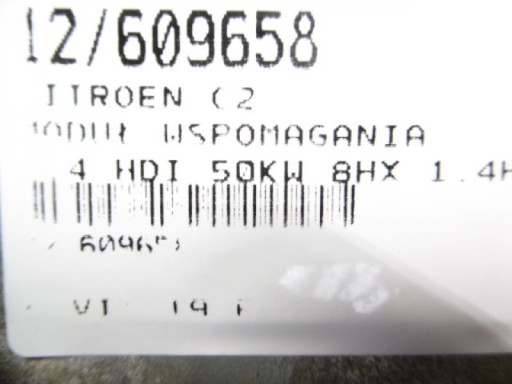 12/609658
ITROEN C2
MODUŁ WSPOMAGANIA
4 HDI 50KW 8HX 1.4H